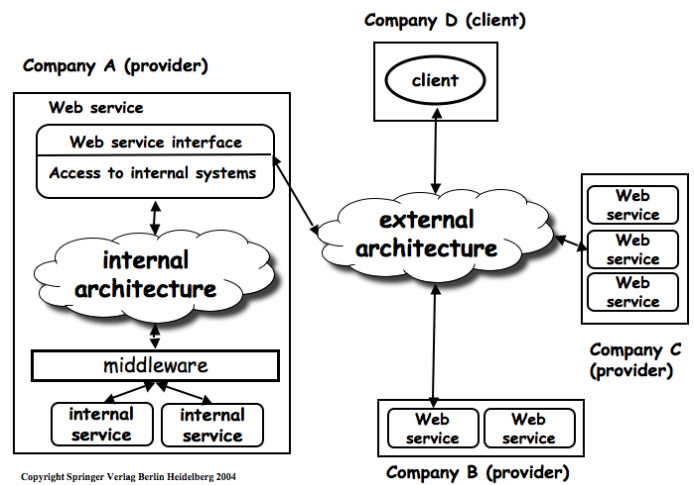 Company D (client)
client
Company A (provider)
Web service
Web service interface
Access to internal systems
internal
architecture
middleware
internal
service
internal
service
external
architecture
Web
service
Web
service
Web
service
Company C
(provider)
Web
service
Web
service
Company B (provider)
Copyright Springer Verlag Berlin Heidelberg 2004